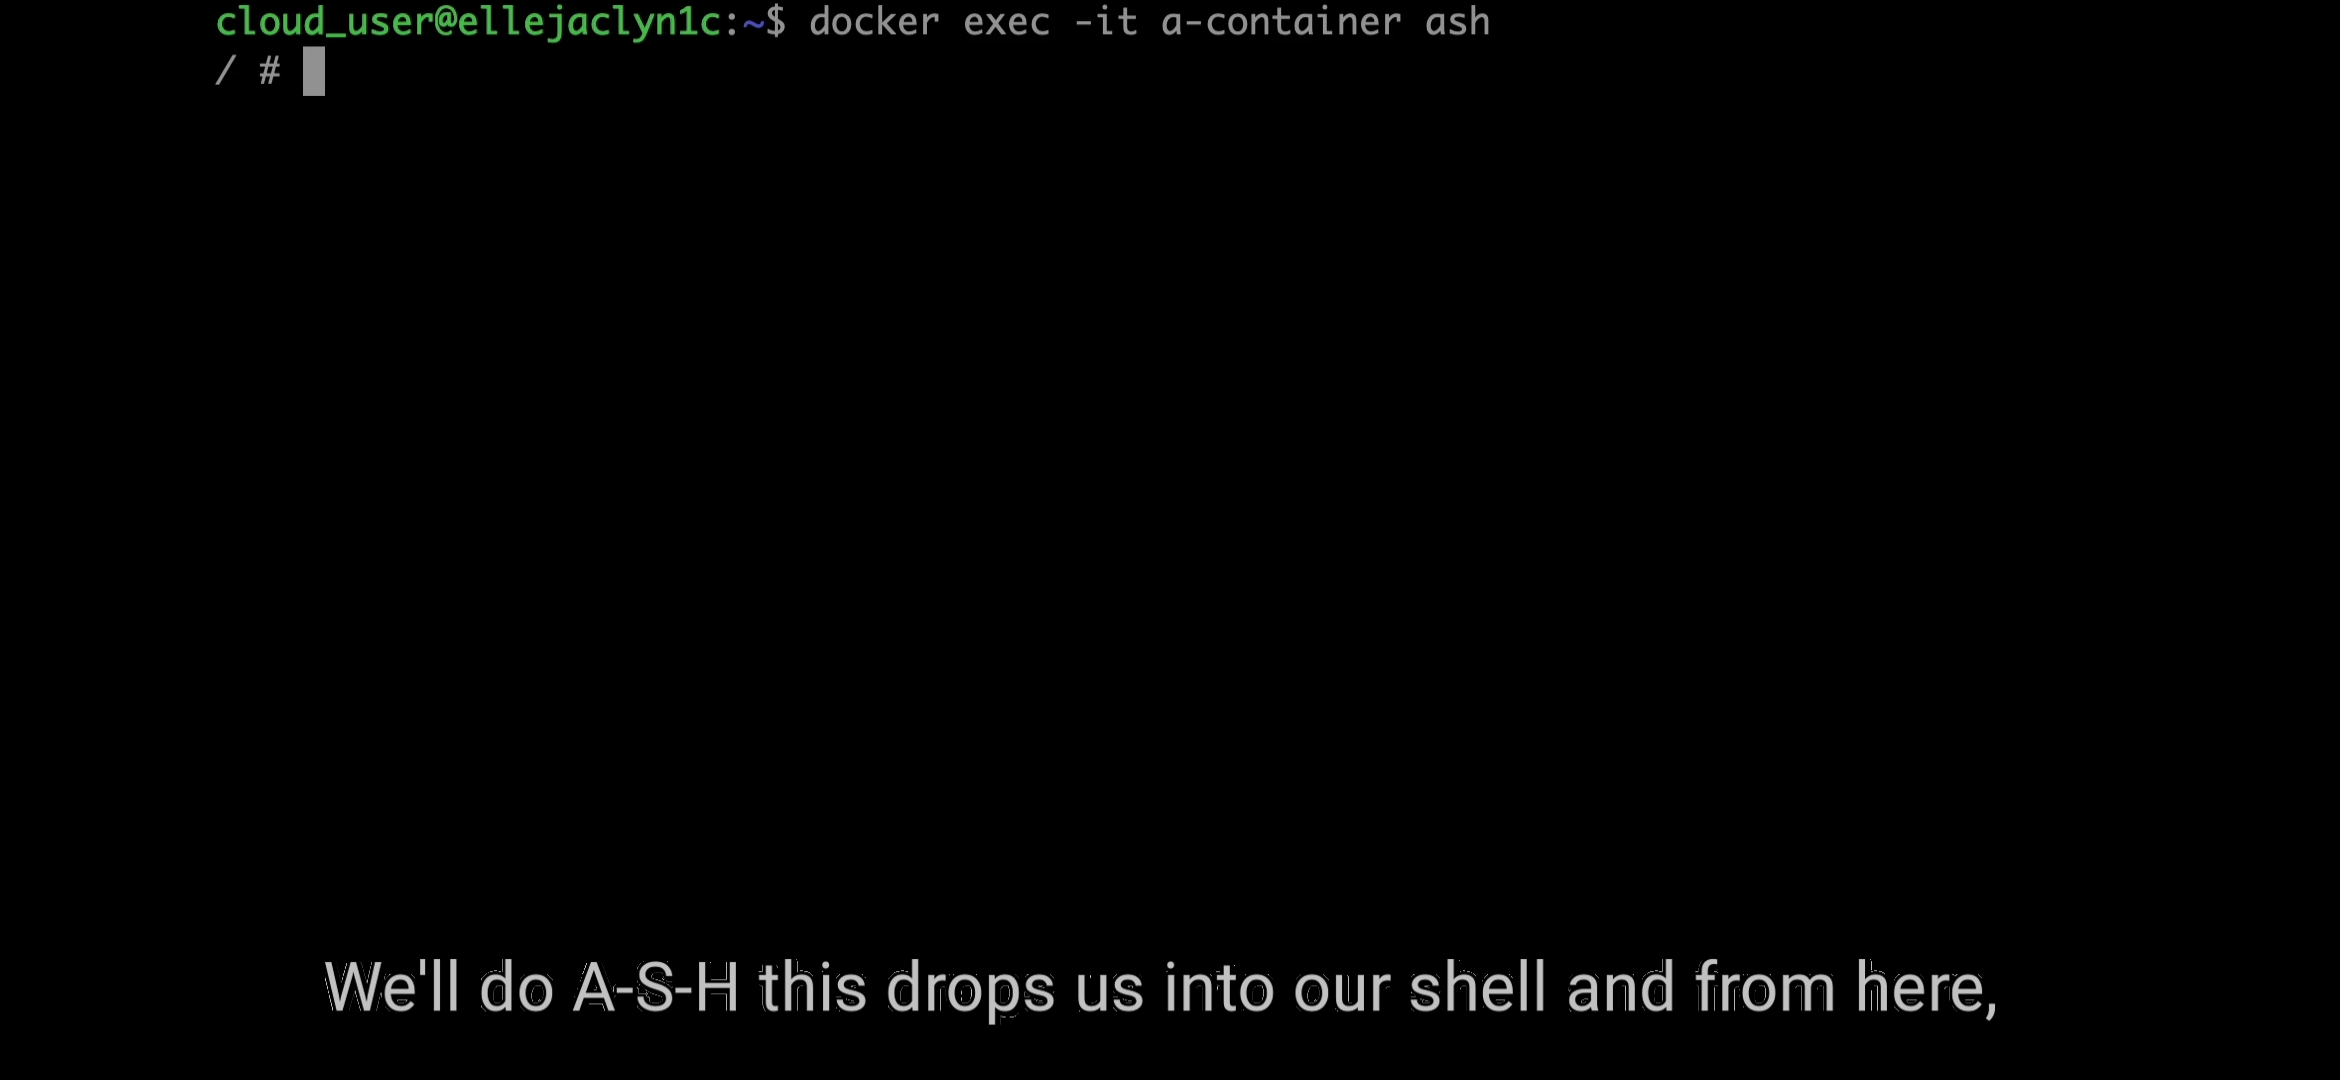 cloud_user@ellejaclyn1c:~$ docker exec -it a-container ash
/ #
We'll do A-S-H this drops us into our shell and from here,